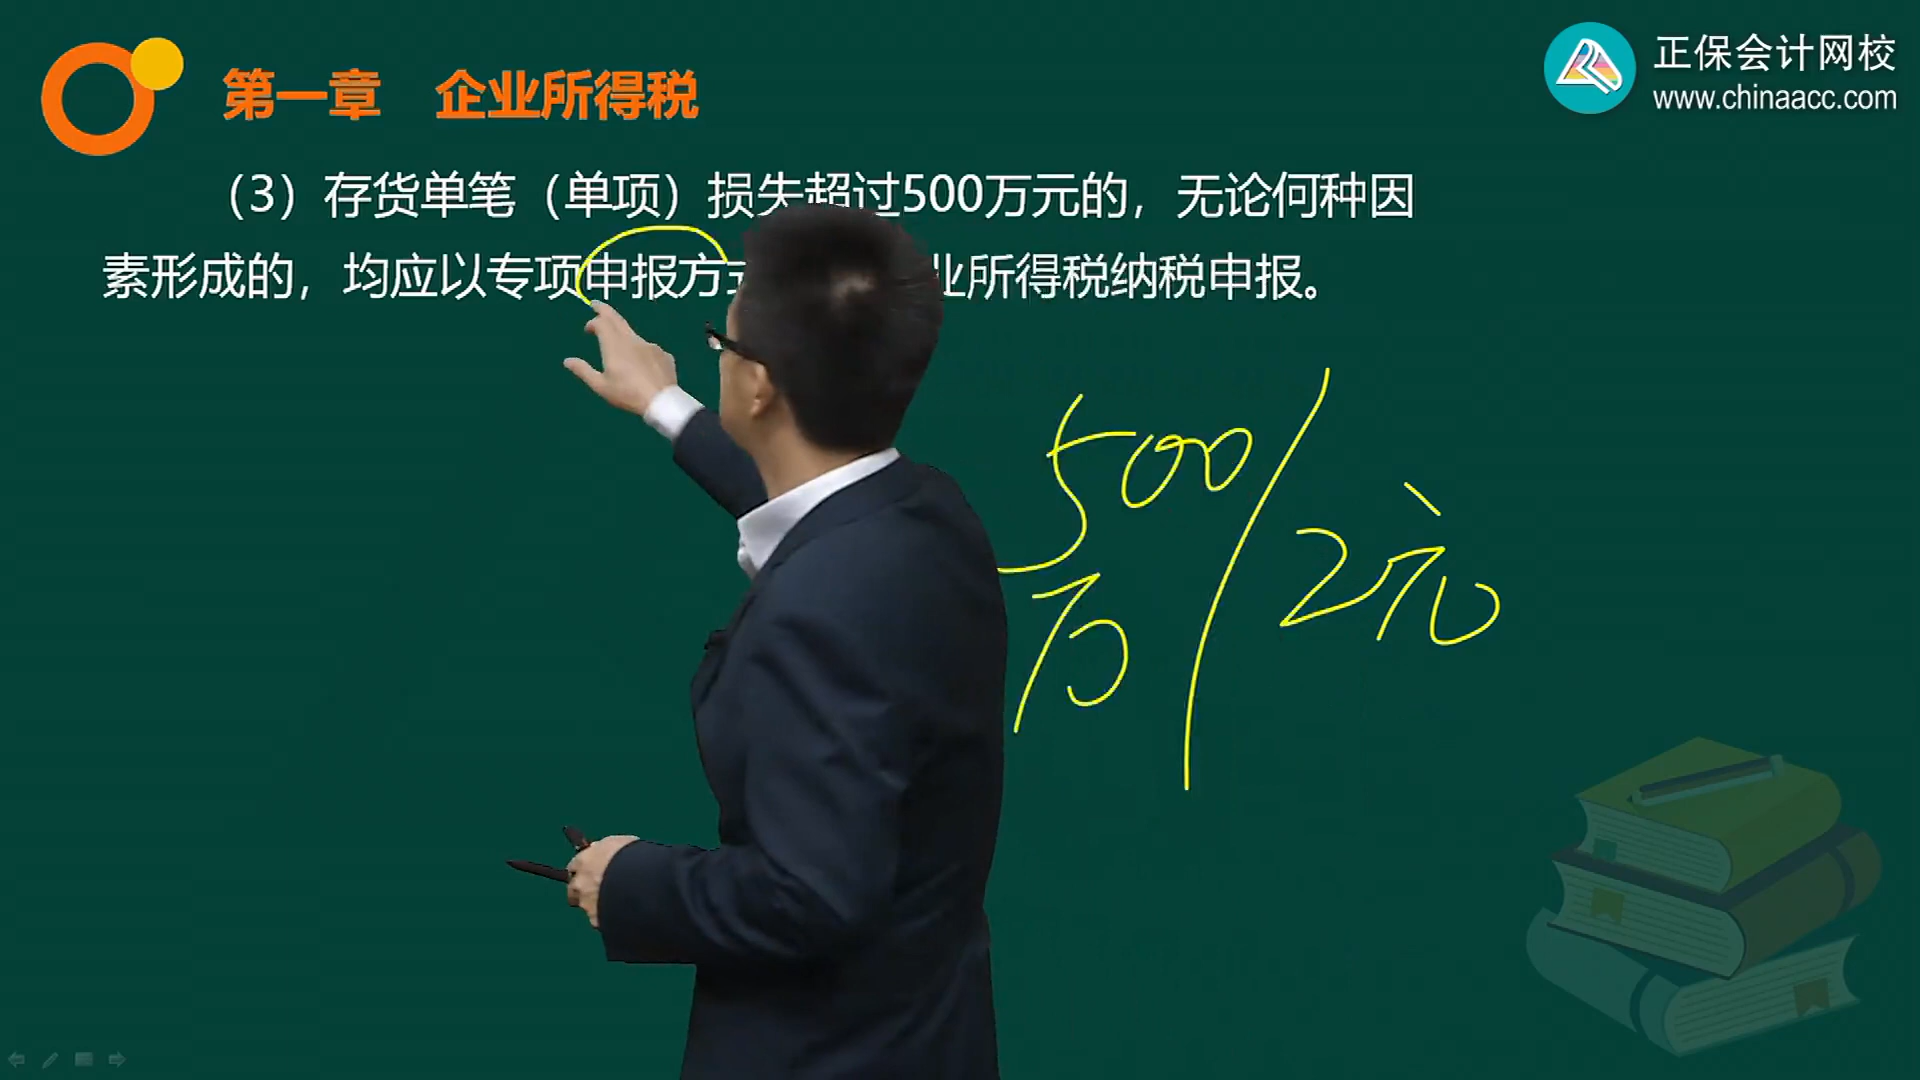 第一章 企业所得税
正保会计网校
www.chinaacc.com
（3）存货单笔（单项）损失超过500万元的，无论何种因
素形成的，均应以专项申报方 业所得税纳税申报。
500
万
2元